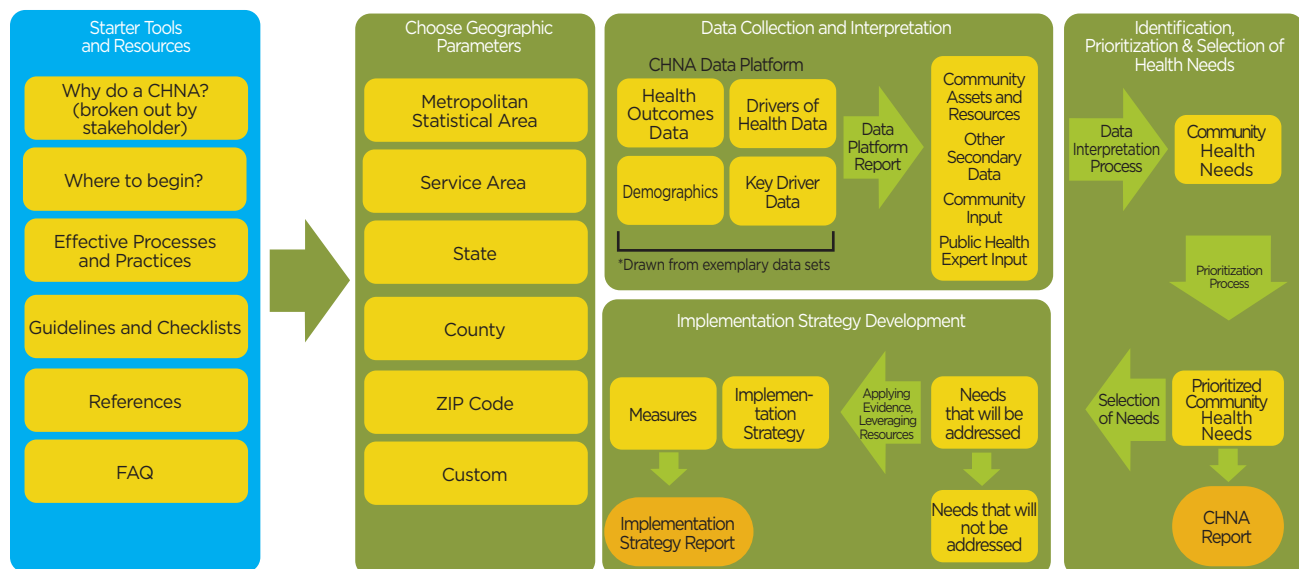 Starter Tools
and Resources
Why do a CHNA?
(broken out by
stakeholder)
Where to begin?
Effective Processes
and Practices
Guidelines and Checklists
References
FAQ
Choose Geographic
Parameters
Metropolitan
Statistical Area
Service Area
State
County
ZIP Code
Custom
Data Collection and Interpretation
CHNA Data Platform
Health
Outcomes
Data
Drivers of
Health Data
Demographics
Key Driver
Data
*Drawn from exemplary data sets
Data
Platform
Report
Community
Assets and
Resources
Other
Secondary
Data
Community
Input
Public Health
Expert Input
Identification,
Prioritization & Selection of
Health Needs
Data
Interpretation
Process
Community
Health
Needs
Prioritization
Process
Prioritized
Community
Health
Needs
CHNA
Report
Selection
of Needs
Implementation Strategy Development
Needs
that will be
addressed
Needs that will
not be
addressed
Applying
Evidence,
Leveraging
Resources
Implemen-
tation
Strategy
Measures
Implementation
Strategy Report